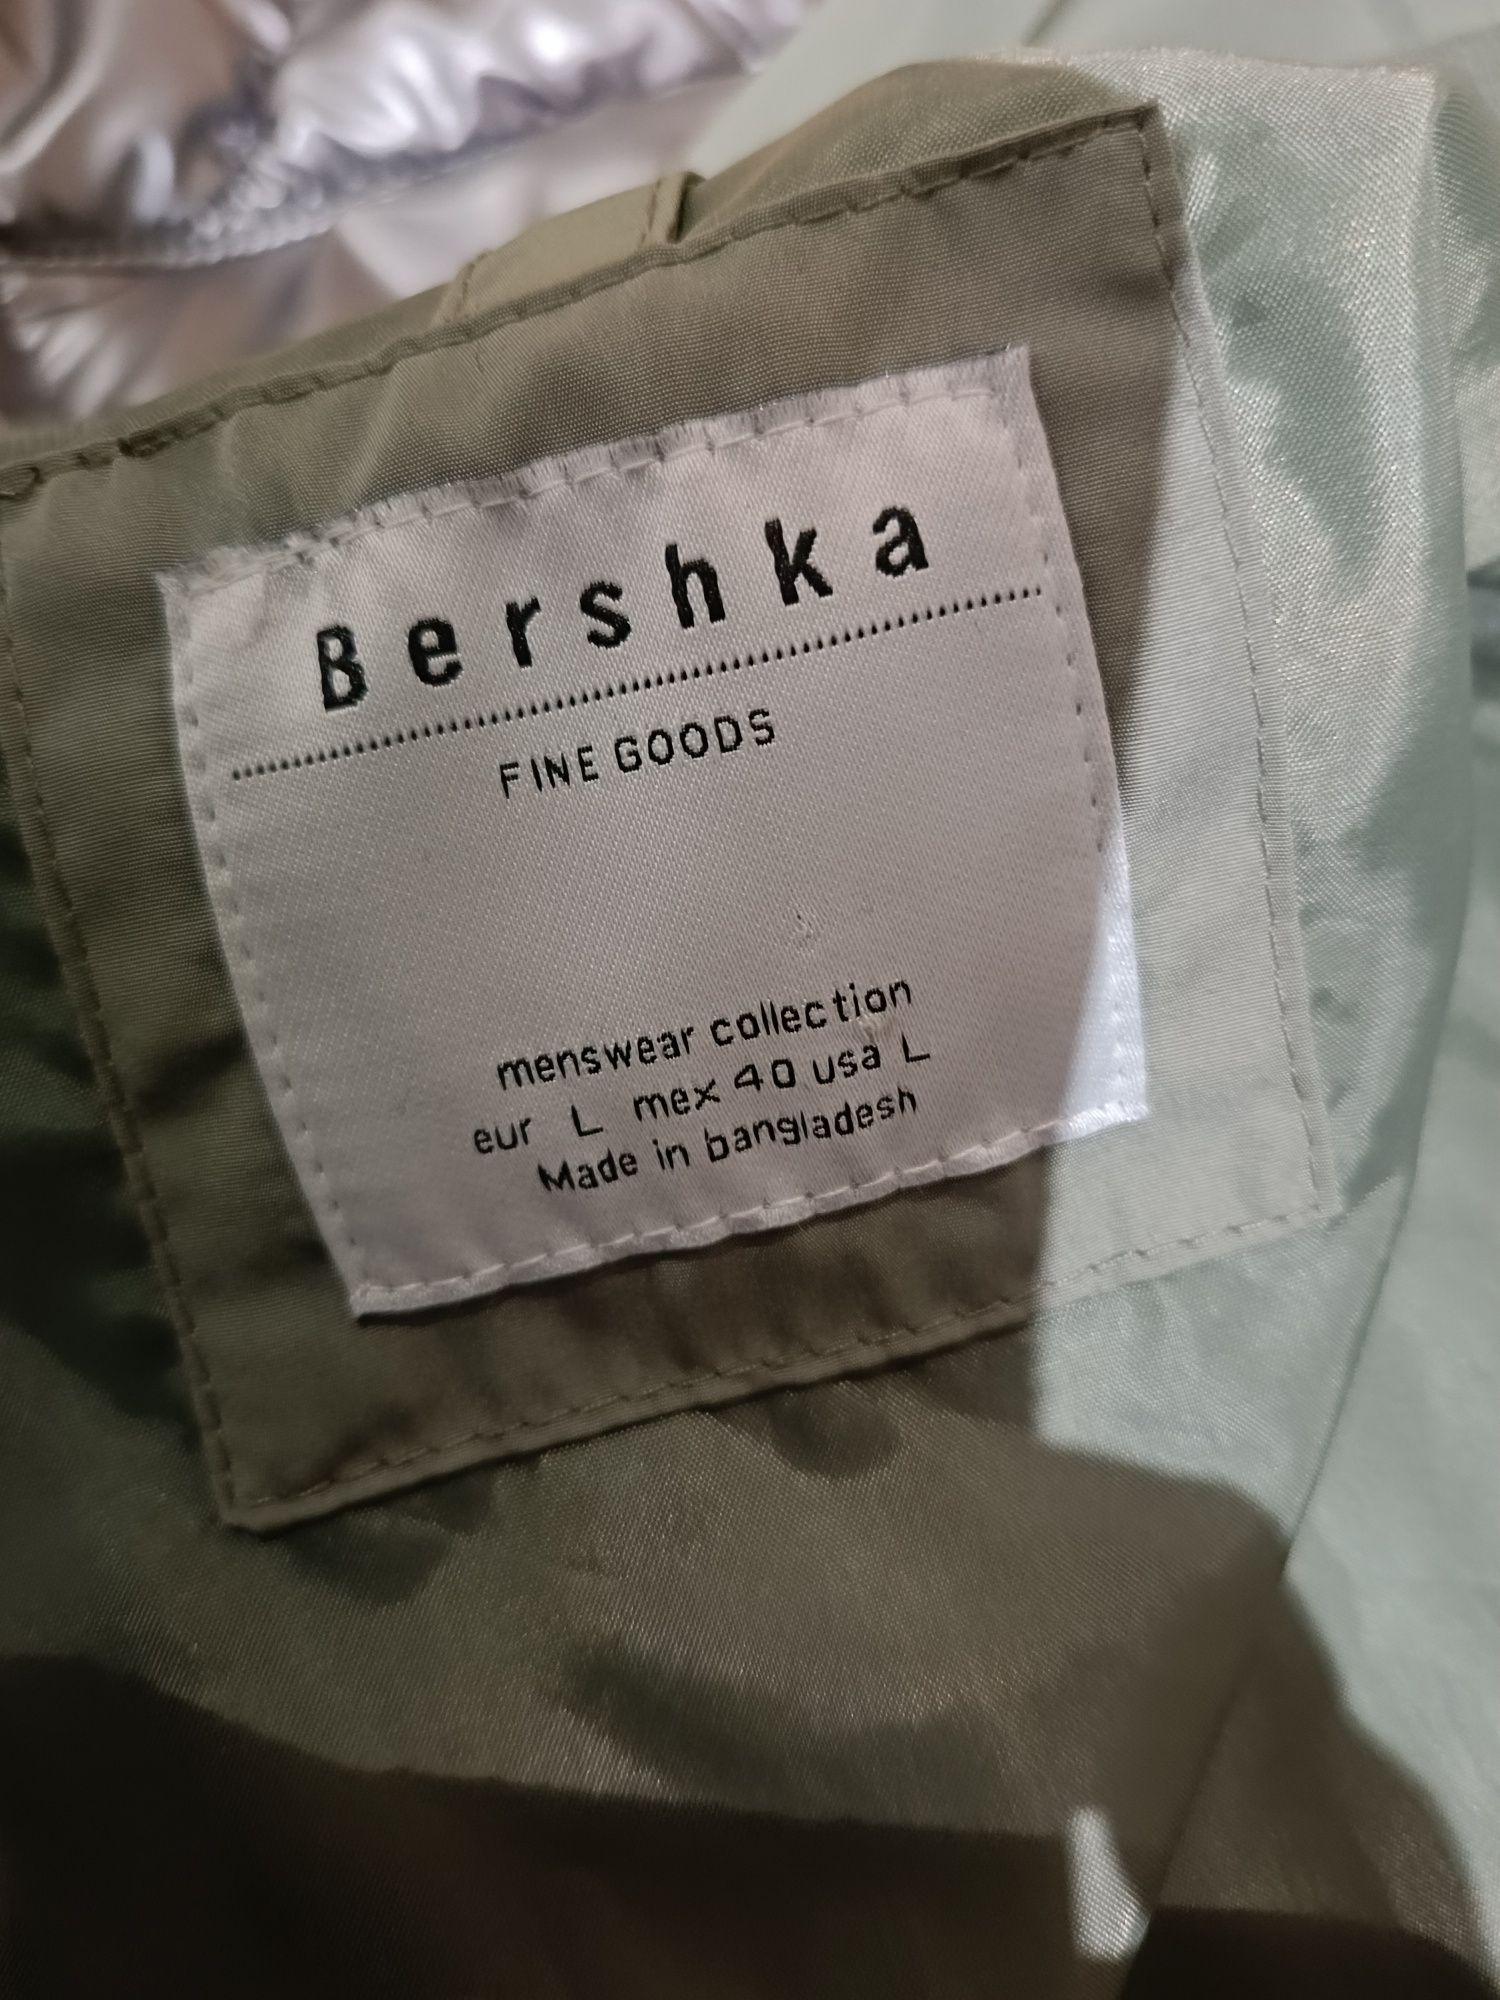 Bershka
FINE GOODS
menswear collection
eur L mex 40 usa L
Made in bangladesh